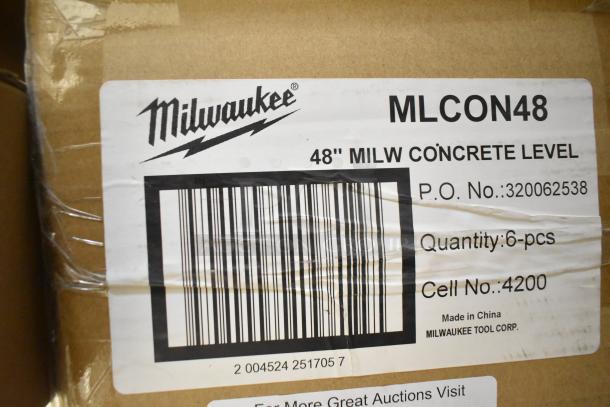 Milwaukee®
MLCON48
48" MILW CONCRETE LEVEL
P.O. No.:320062538
Quantity:6-pcs
Cell No.:4200
Made in China
MILWAUKEE TOOL CORP.
2 004524 251705 7
For More Great Auctions Visit